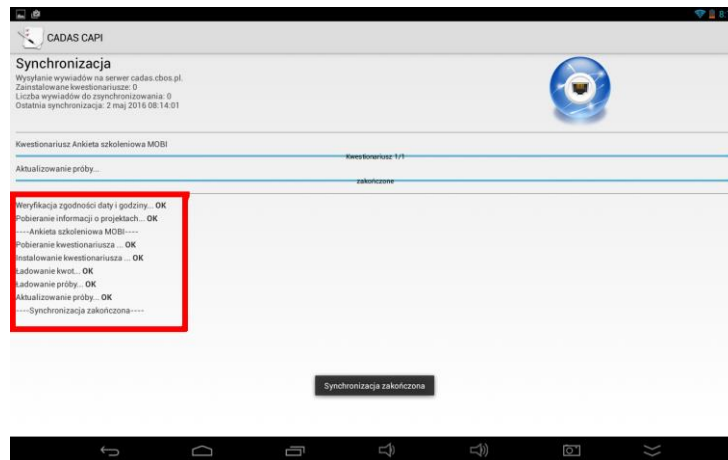 8:
CADAS CAPI
Synchronizacja
Wysyłanie wywiadów na serwer cadas.cbos.pl.
Zainstalowane kwestionariusze: 0
Liczba wywiadów do zsynchronizowania: 0
Ostatnia synchronizacja: 2 maj 2016 08:14:01
Kwestionariusz Ankieta szkoleniowa MOBI
Kwestionariusz 1/1
Aktualizowanie próby...
zakończone
Weryfikacja zgodności daty i godziny... OK
Pobieranie informacji o projektach... OK
----Ankieta szkoleniowa MOBI----
Pobieranie kwestionariusza ... OK
Instalowanie kwestionariusza ... OK
Ładowanie kwot... OK
Ładowanie próby... OK
Aktualizowanie próby... OK
----Synchronizacja zakończona----
Synchronizacja zakończona